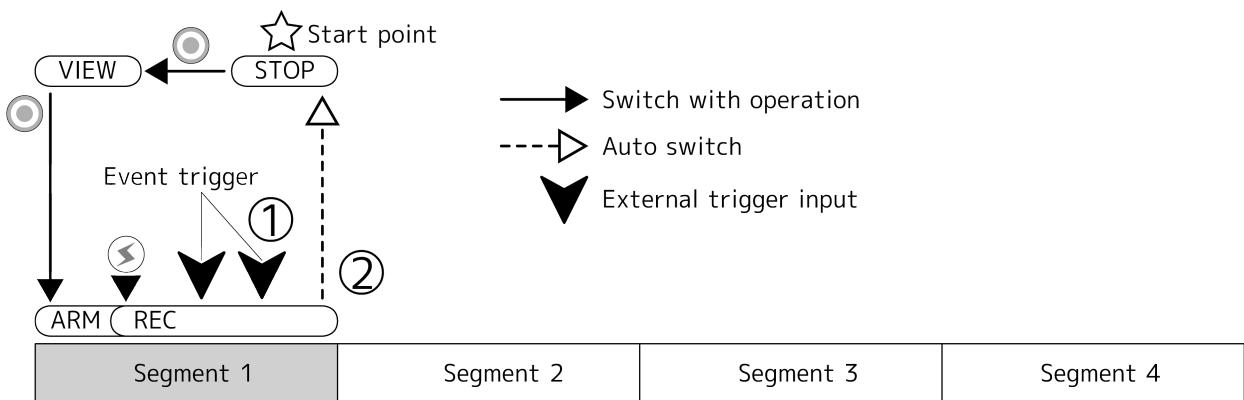 Start point
VIEW
STOP
Switch with operation
Auto switch
Event trigger
External trigger input
①
②
ARM
REC
Segment 1
Segment 2
Segment 3
Segment 4